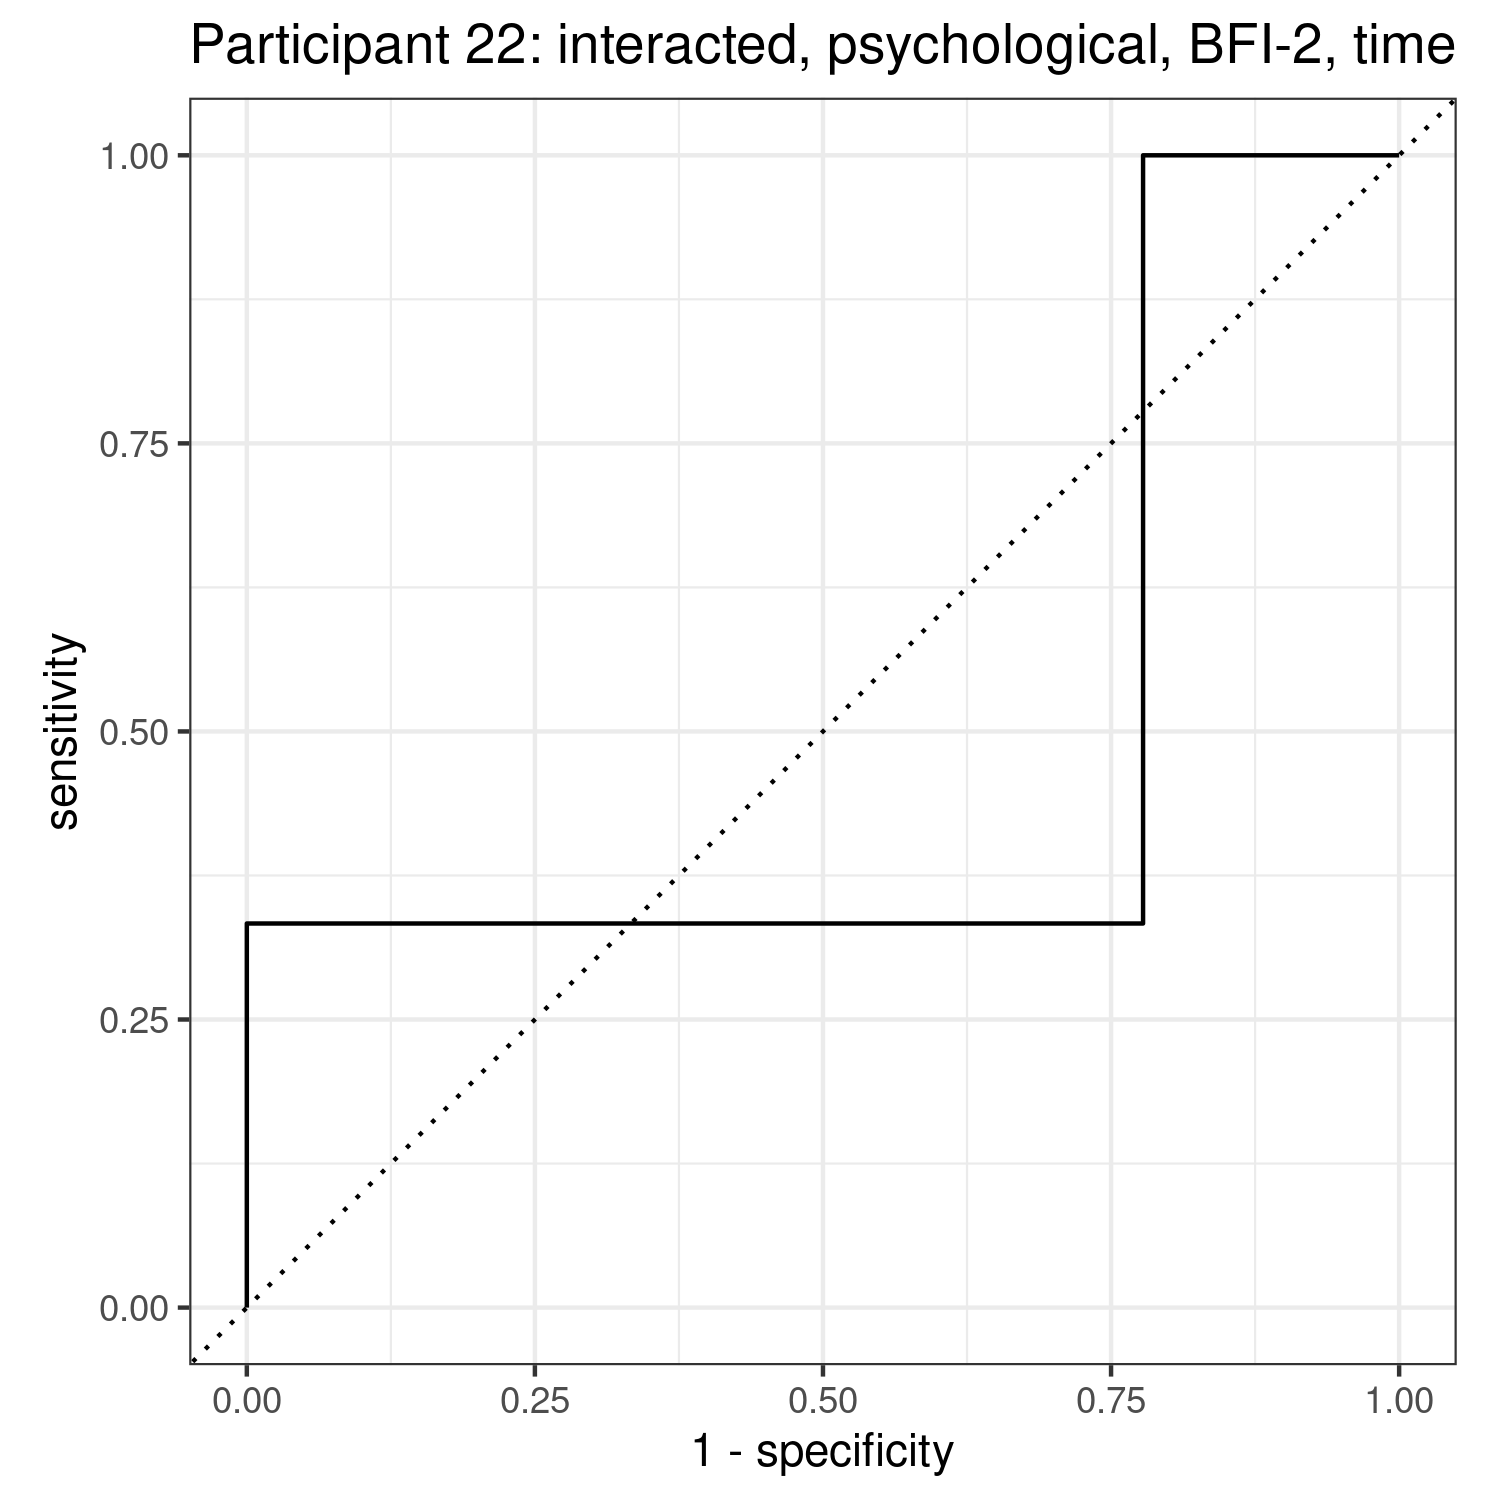 Participant 22: interacted, psychological, BFI-2, time
1.00
0.75
0.50
0.25
0.00
sensitivity
0.00 0.25 0.50 0.75 1.00
1 - specificity